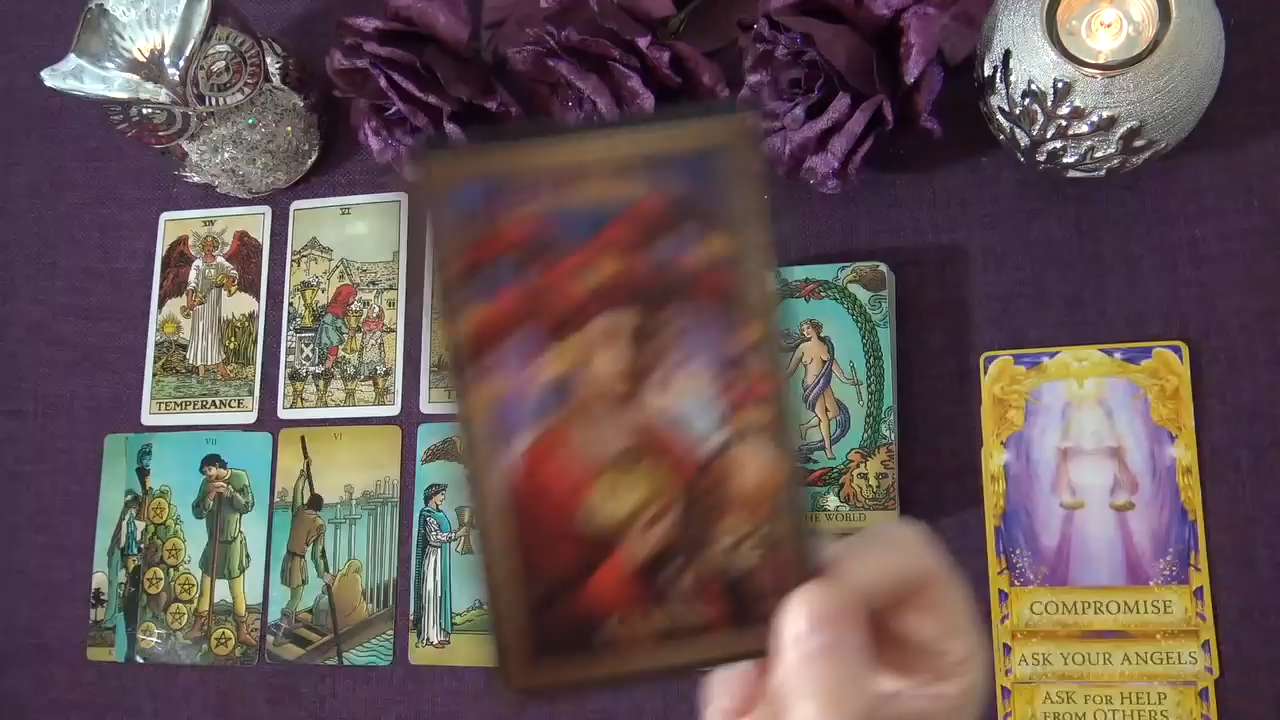 XIV
VI
TEMPERANCE.
VII
VI
HE WORLD
COMPROMISE
ASK YOUR ANGELS
ASK FOR HELP
FROM OTHERS